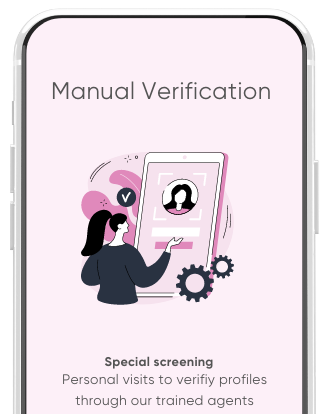 Manual Verification
Special screening
Personal visits to verifiy profiles
through our trained agents